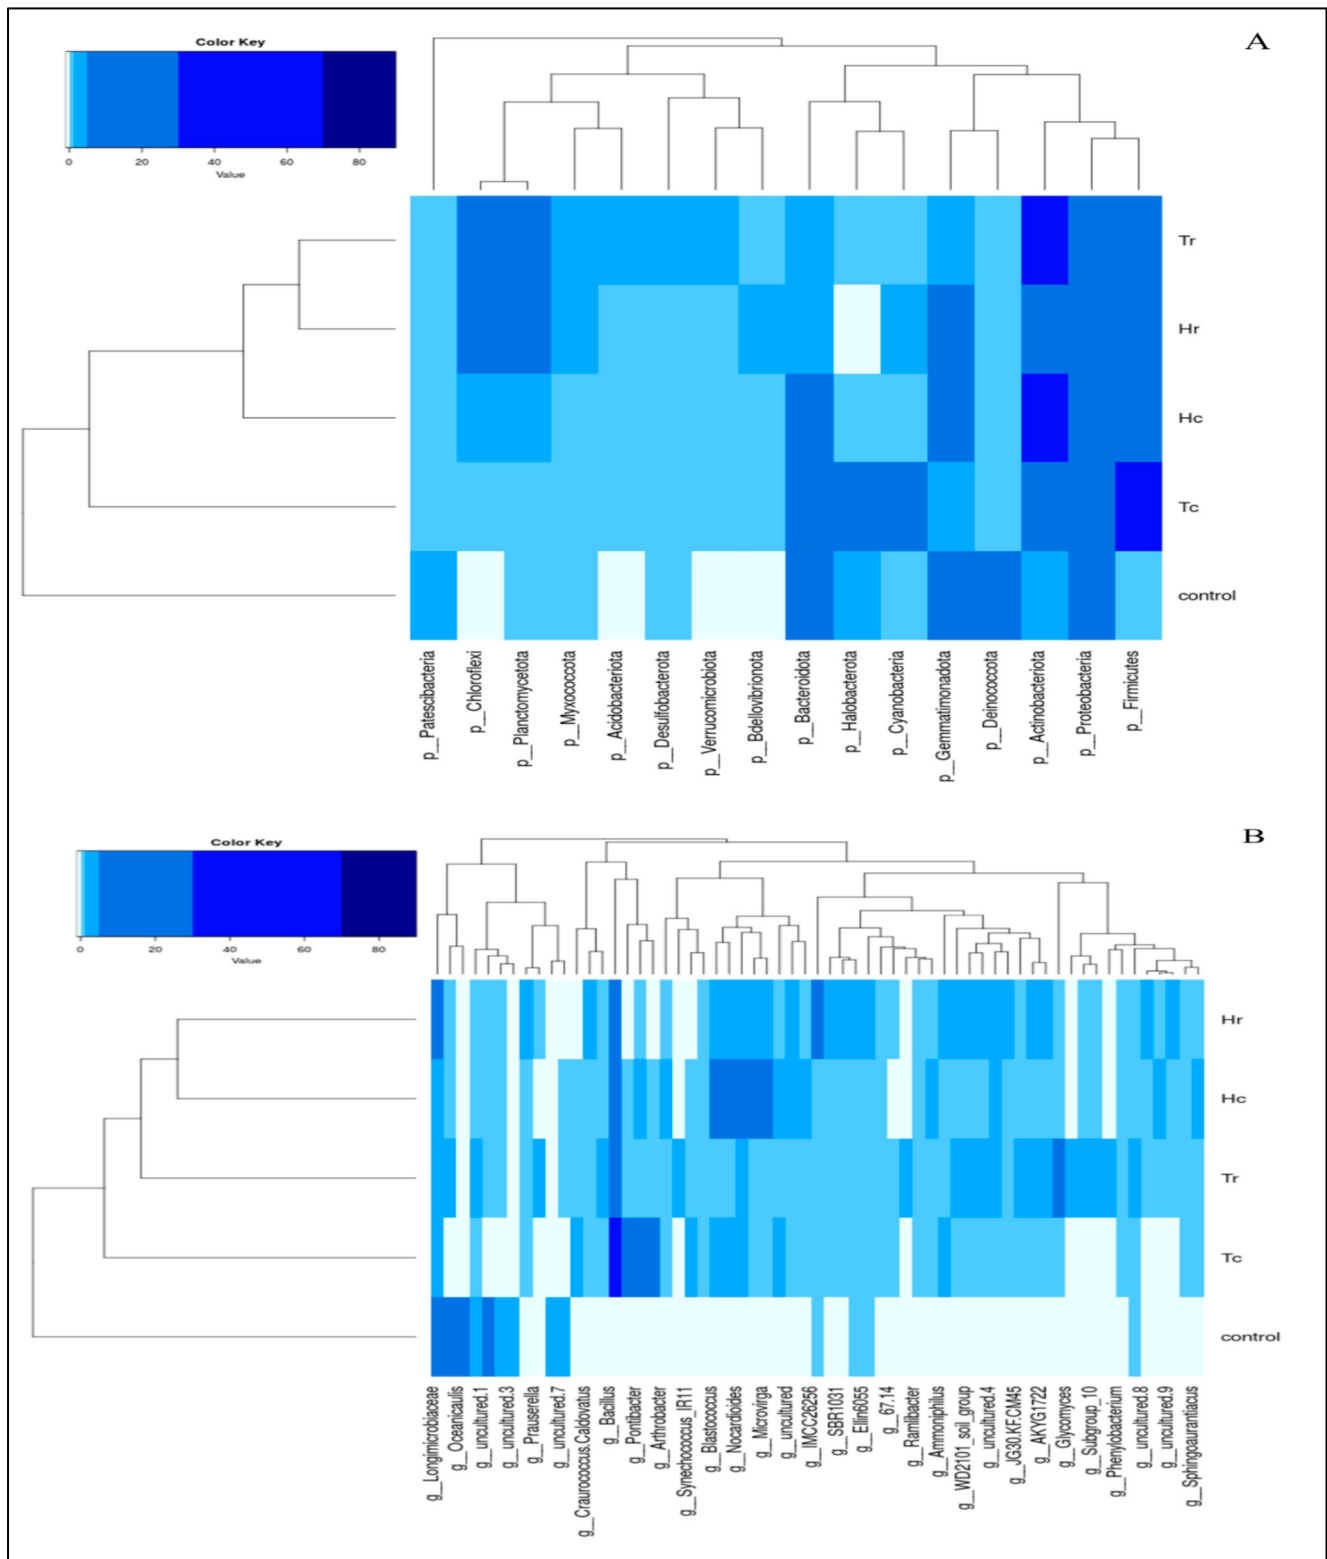 A
Color Key
0 20 40 60 80
Value
Tr
Hr
Hc
Tc
control
p__Patescibacteria
p__Chloroflexi
p__Planctomycetota
p__Myxococcota
p__Acidobacteriota
p__Desulfobacterota
p__Verrucomicrobiota
p__Bdellovibrionota
p__Bacteroidota
p__Halobacterota
p__Cyanobacteria
p__Gemmatimonadota
p__Deinococcota
p__Actinobacteriota
p__Proteobacteria
p__Firmicutes
B
Color Key
0 20 40 60 80
Value
Hr
Hc
Tr
Tc
control
g__Longimicrobiaceae
g__Oceanicaulis
g__uncultured.1
g__uncultured.3
g__Prauserella
g__uncultured.7
g__Craurococcus.Caldovatus
g__Bacillus
g__Pontibacter
g__Arthrobacter
g__Synechococcus_IR11
g__Blastococcus
g__Nocardioides
g__Microvirga
g__uncultured
g__IMCC26256
g__SBR1031
g__Ellin6055
g__67.14
g__Ramlibacter
g__Ammoniphilus
g__WD2101_soil_group
g__uncultured.4
g__JG30.KF.CM45
g__AKYG1722
g__Glycomyces
g__Subgroup_10
g__Phenylobacterium
g__uncultured.8
g__uncultured.9
g__Sphingoaurantiacus